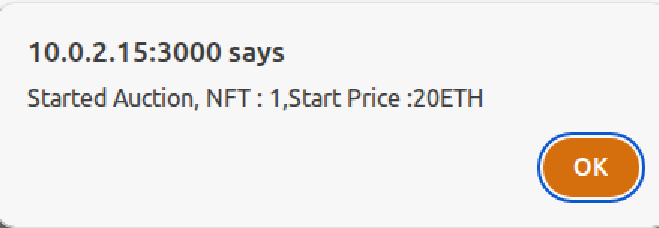 10.0.2.15:3000 says
Started Auction, NFT : 1,Start Price :20ETH
OK